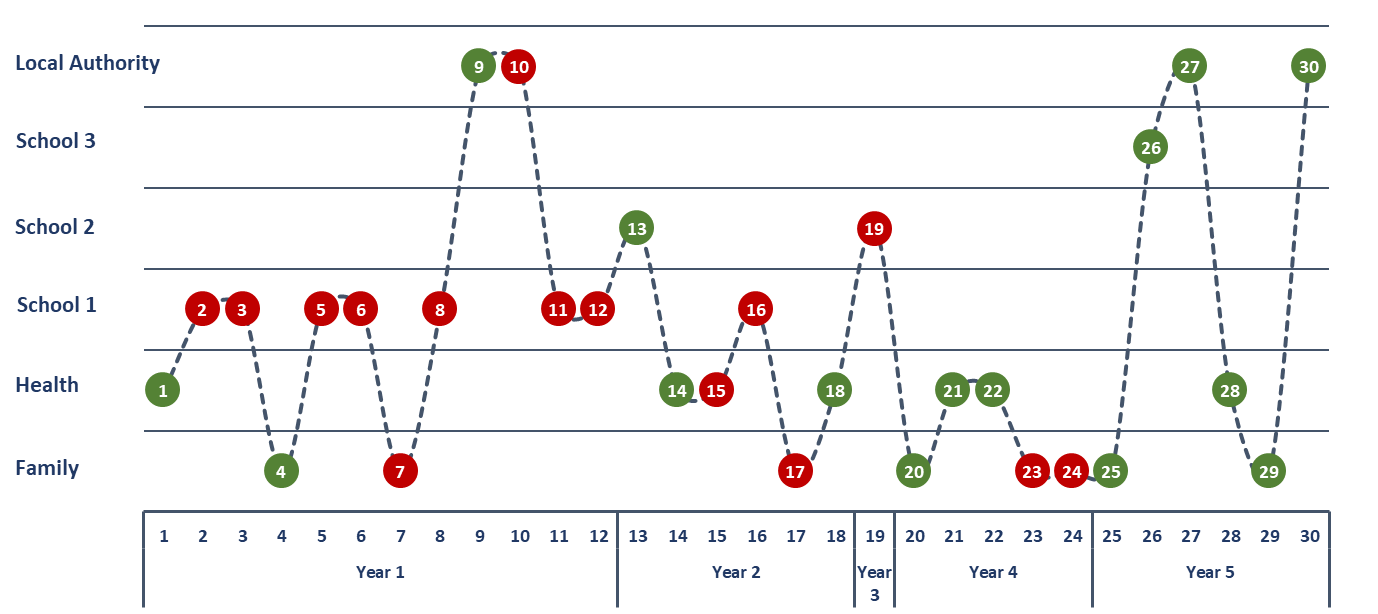 Local Authority
9 10 27 30
School 3
26
School 2
13 19
School 1
2 3 5 6 8 11 12 16
Health
1 14 15 18 21 22 28
Family
4 7 17 20 23 24 25 29
1 2 3 4 5 6 7 8 9 10 11 12 13 14 15 16 17 18 19 20 21 22 23 24 25 26 27 28 29 30
Year 1 Year 2 Year 3 Year 4 Year 5